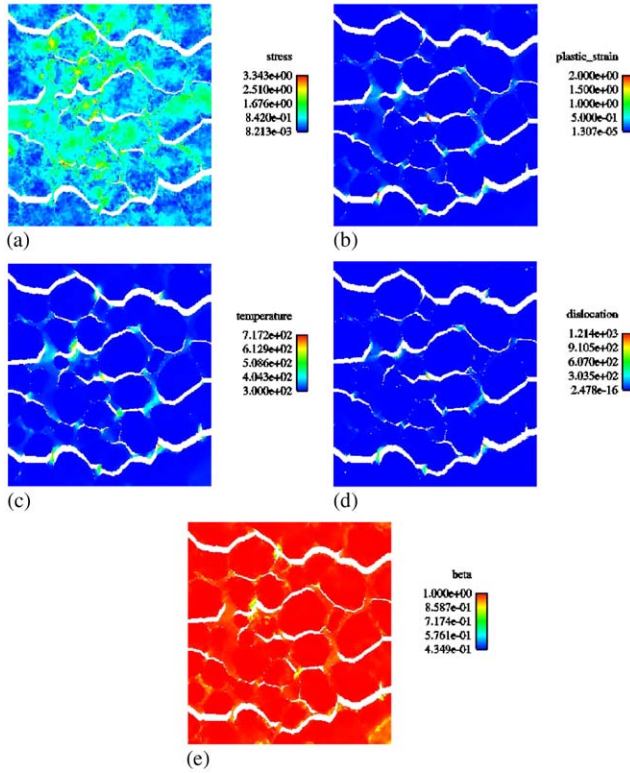 stress
3.343e+00
2.510e+00
1.676e+00
8.420e-01
8.213e-03
(a)
plastic_strain
2.000e+00
1.500e+00
1.000e+00
5.000e-01
1.307e-05
(b)
temperature
7.172e+02
6.129e+02
5.086e+02
4.043e+02
3.000e+02
(c)
dislocation
1.214e+03
9.105e+02
6.070e+02
3.035e+02
2.478e-16
(d)
beta
1.000e+00
8.587e-01
7.174e-01
5.761e-01
4.349e-01
(e)